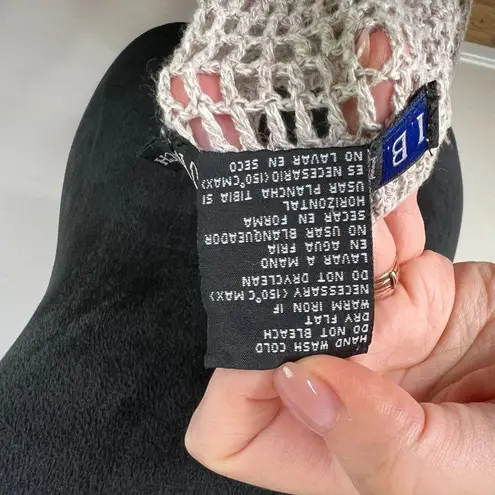 HAND WASH COLD
DO NOT BLEACH
DRY FLAT
WARM IRON IF
NECESSARY (150°C MAX)
DO NOT DRYCLEAN
LAVAR A MANO
EN AGUA FRIA
NO USAR BLANQUEADOR
SECAR EN FORMA
HORIZONTAL
USAR PLANCHA TIBIA SI
ES NECESARIO (150°C MAX)
NO LAVAR EN SECO
I.B.